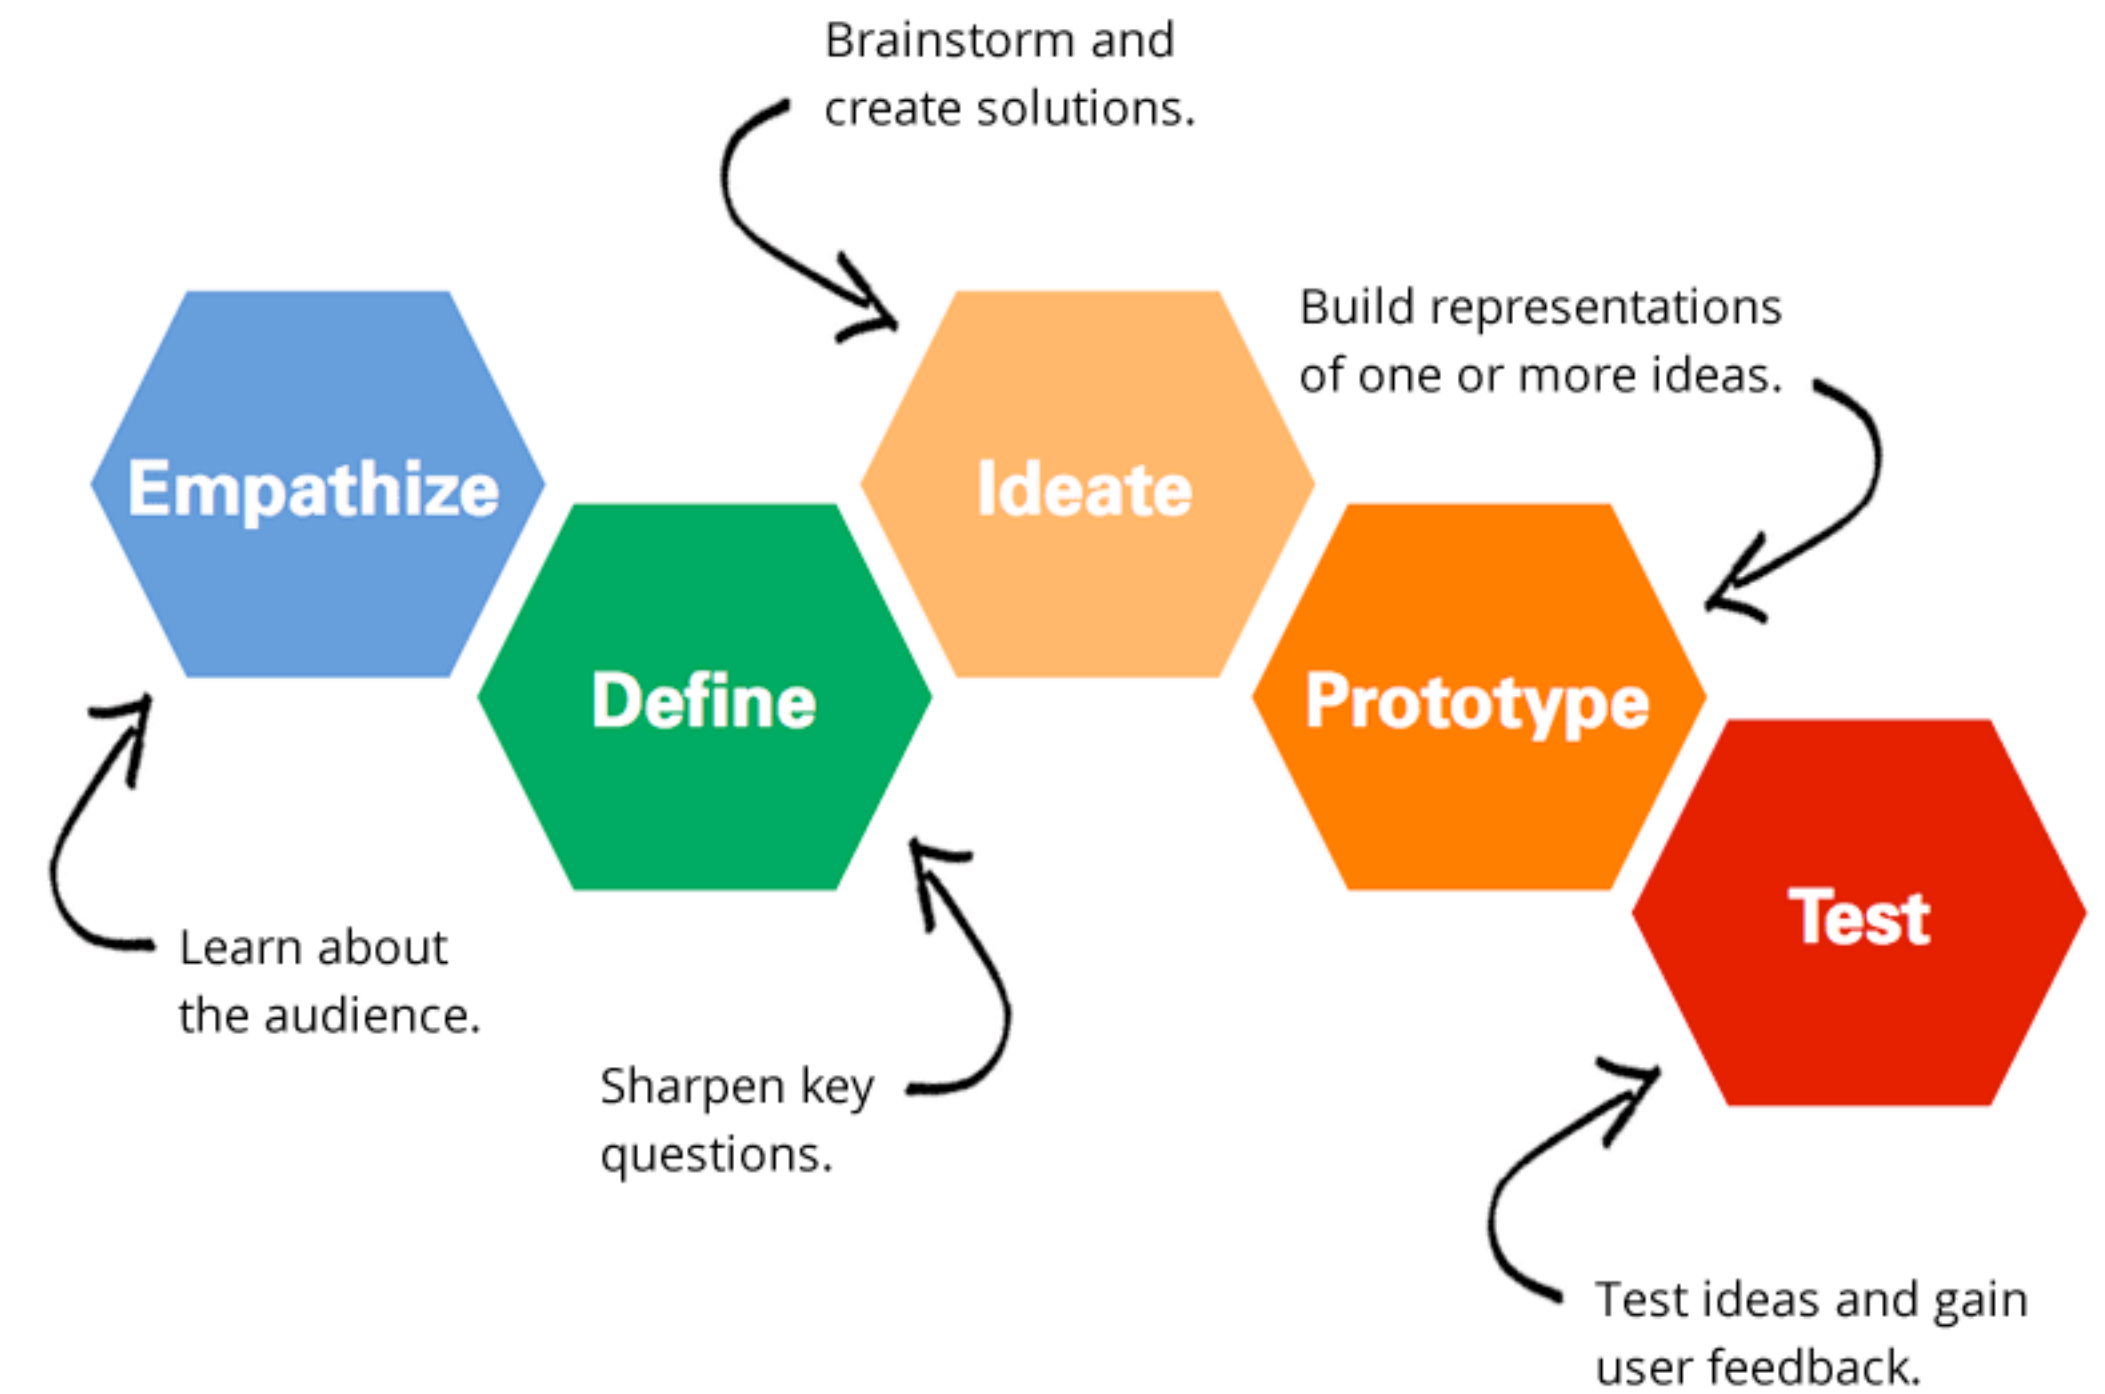 Brainstorm and
create solutions.
Build representations
of one or more ideas.
Empathize
Ideate
Define
Prototype
Test
Learn about
the audience.
Sharpen key
questions.
Test ideas and gain
user feedback.